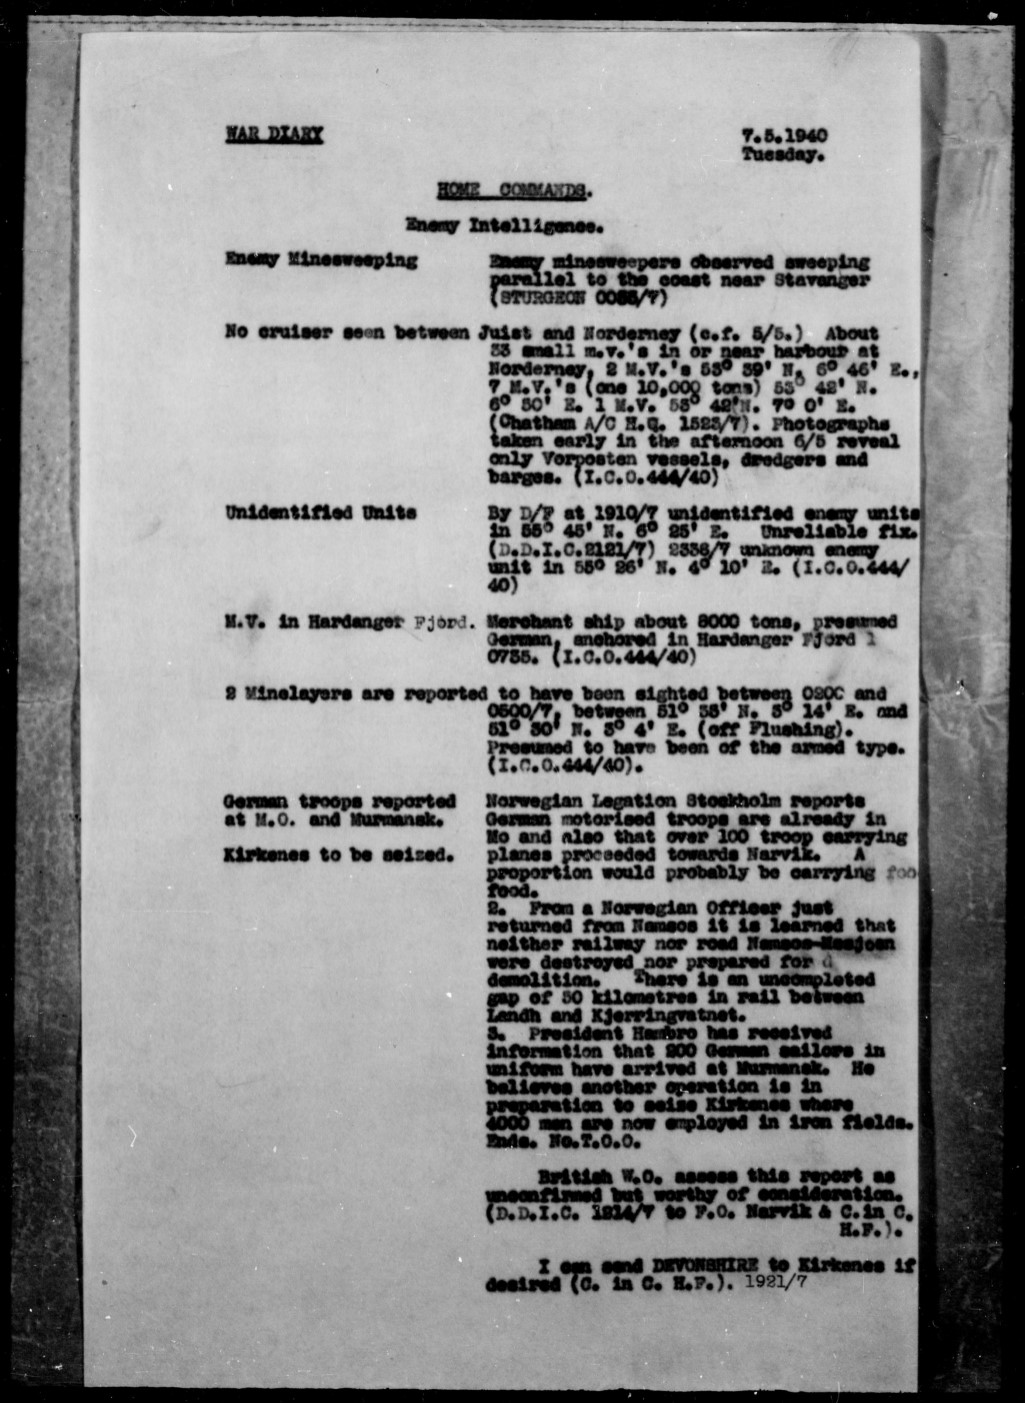 WAR DIARY
7.5.1940
Tuesday.
HOME COMMANDS.
Enemy Intelligence.
Enemy Minesweeping Enemy minesweepers observed sweeping
parallel to the coast near Stavanger
(STURGEON /7)
No cruiser seen between Juist and Norderney (c.f. 5/5.) About
33 small m.v.'s in or near harbour at
Norderney, 2 M.V.'s 53° 39' N. 6° 46' E.,
7 M.V.'s (one 10,000 tons) 53° 42' N.
6° 50' E. 1 M.V. 53° 42'N. 7° 0' E.
(Chatham A/C H.Q. 1523/7). Photographs
taken early in the afternoon 6/5 reveal
only Vorposten vessels, dredgers and
barges. (I.C.O.444/40)
Unidentified Units By D/F at 1910/7 unidentified enemy units
in 55° 45' N. 6° 25' E. Unreliable fix.
(D.D.I.C.2121/7) 2336/7 unknown enemy
unit in 55° 26' N. 4° 10' E. (I.C.O.444/
40)
M.V. in Hardanger Fjord. Merchant ship about 8000 tons, presumed
German, anchored in Hardanger Fjord 1
0735. (I.C.O.444/40)
2 Minelayers are reported to have been sighted between 0200 and
0500/7, between 51° 35' N. 3° 14' E. and
51° 30' N. 3° 4' E. (off Flushing).
Presumed to have been of the armed type.
(I.C.O.444/40).
German troops reported Norwegian Legation Stockholm reports
at M.O. and Murmansk. German motorised troops are already in
Mo and also that over 100 troop carrying
Kirkenes to be seized. planes proceeded towards Narvik. A
proportion would probably be carrying foo
food.
2. From a Norwegian Officer just
returned from Namsos it is learned that
neither railway nor road Namsos-Mosjoen
were destroyed nor prepared for d
demolition. There is an uncompleted
gap of 50 kilometres in rail between
Lendh and Kjerringvatnet.
3. President Hambro has received
information that 200 German sailors in
uniform have arrived at Murmansk. He
believes another operation is in
preparation to seize Kirkenes where
4000 men are now employed in iron fields.
Ends. No.T.O.O.
British W.O. assess this report as
unconfirmed but worthy of consideration.
(D.D.I.C. 1214/7 to F.O. Narvik & C.in C.
H.F.).
I can send DEVONSHIRE to Kirkenes if
desired (C. in C. H.F.). 1921/7